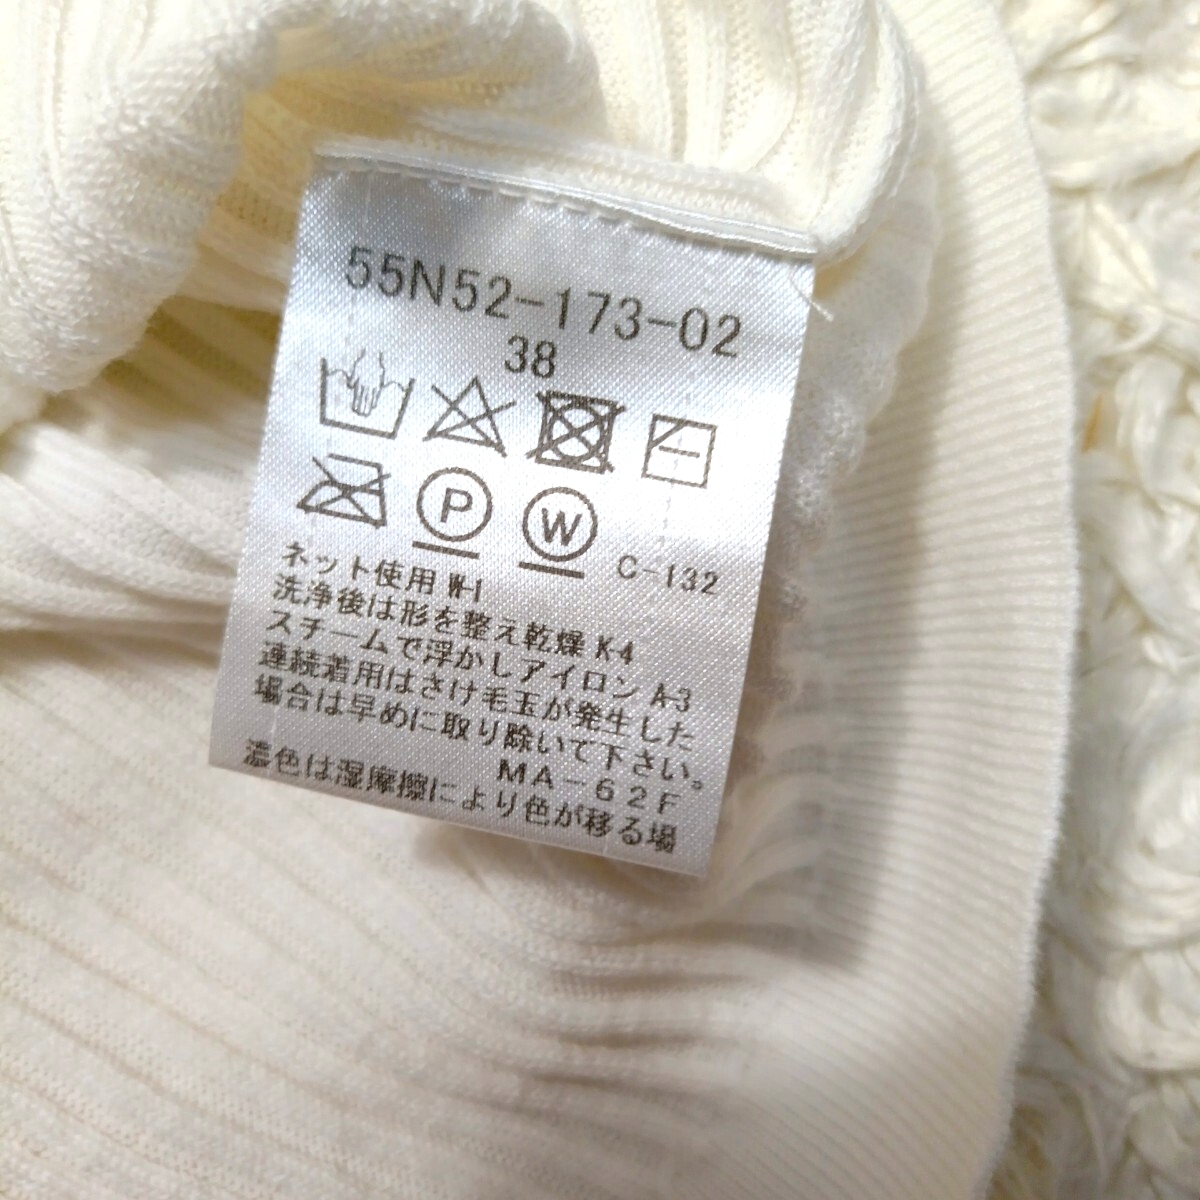 55N52-173-02
38
P W C-132
ネット使用 W-1
洗浄後は形を整え乾燥 K-4
スチームで浮かしアイロン A-3
連続着用はさけ毛玉が発生した
場合は早めに取り除いて下さい。
MA-62F
濃色は湿摩擦により色が移る場